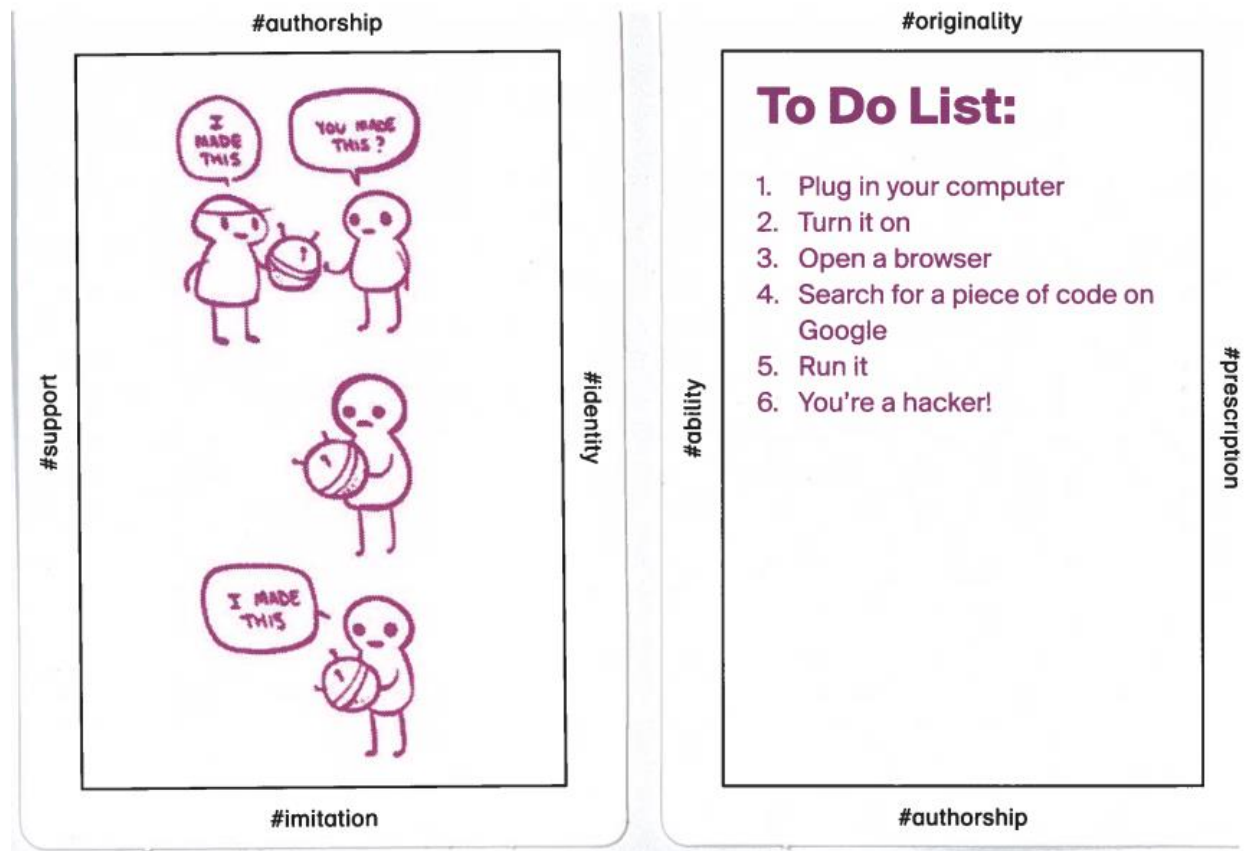 #authorship
I
MADE
THIS
YOU MADE
THIS?
#support
#identity
I MADE
THIS
#imitation
#originality
To Do List:
1. Plug in your computer
2. Turn it on
3. Open a browser
4. Search for a piece of code on
Google
5. Run it
6. You're a hacker!
#ability
#prescription
#authorship